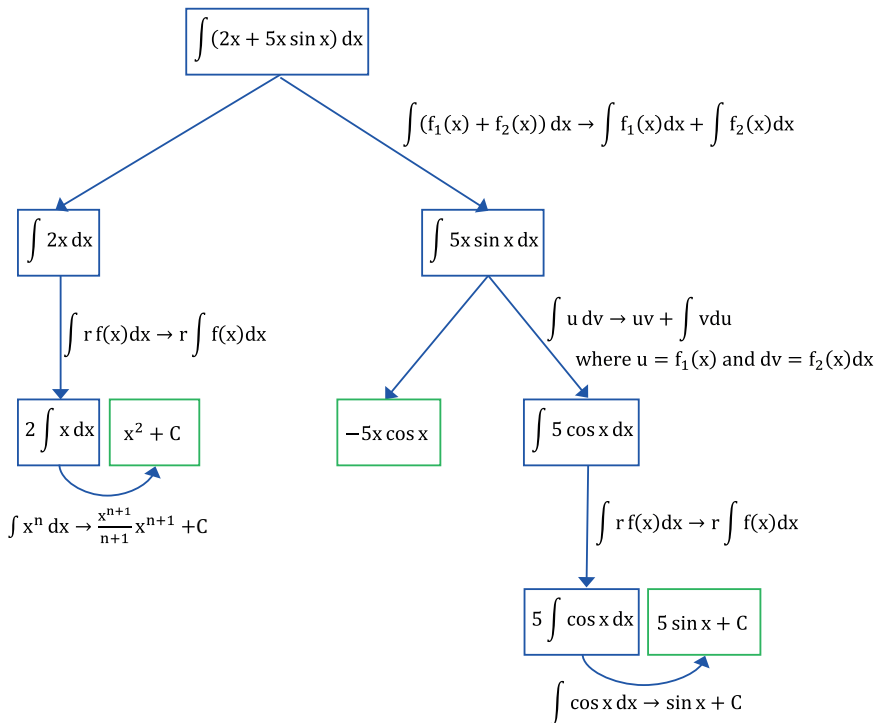 ∫(2x + 5x sin x) dx
∫(f₁(x) + f₂(x)) dx → ∫ f₁(x)dx + ∫ f₂(x)dx
∫ 2x dx
∫ 5x sin x dx
∫ r f(x)dx → r ∫ f(x)dx
∫ u dv → uv + ∫ vdu
where u = f₁(x) and dv = f₂(x)dx
2 ∫ x dx
x² + C
−5x cos x
∫ 5 cos x dx
∫ xⁿ dx → xⁿ⁺¹/n+1 xⁿ⁺¹ +C
∫ r f(x)dx → r ∫ f(x)dx
5 ∫ cos x dx
5 sin x + C
∫ cos x dx → sin x + C